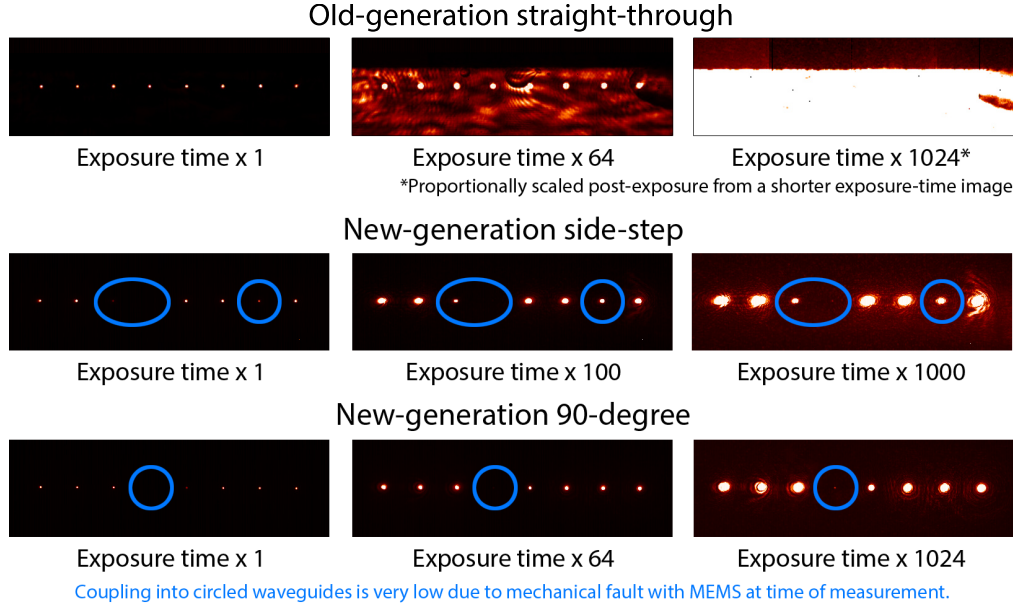 Old-generation straight-through
Exposure time x 1
Exposure time x 64
Exposure time x 1024*
*Proportionally scaled post-exposure from a shorter exposure-time image
New-generation side-step
Exposure time x 1
Exposure time x 100
Exposure time x 1000
New-generation 90-degree
Exposure time x 1
Exposure time x 64
Exposure time x 1024
Coupling into circled waveguides is very low due to mechanical fault with MEMS at time of measurement.